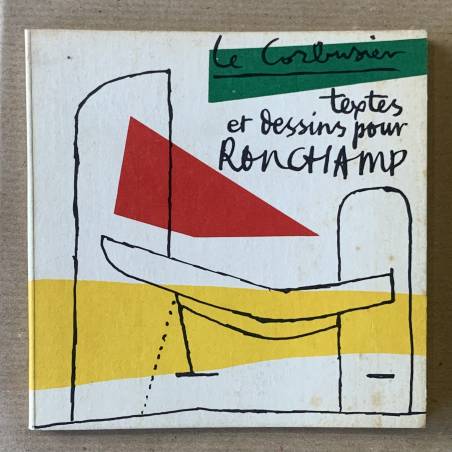 Le Corbusier
textes
et dessins pour
RONCHAMP